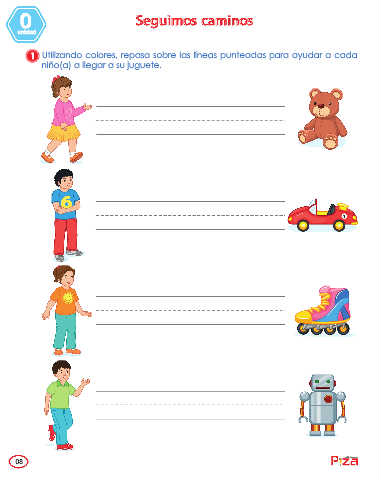 0
unidad
Seguimos caminos
1 Utilizando colores, repasa sobre las líneas punteadas para ayudar a cada
niño(a) a llegar a su juguete.
6
1
08
Piza